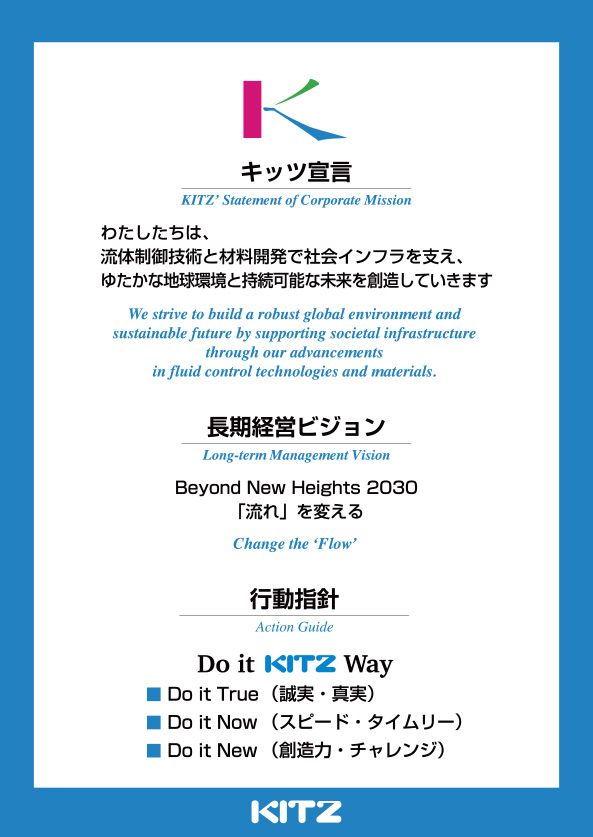 K
キッツ宣言
KITZ’ Statement of Corporate Mission
わたしたちは、
流体制御技術と材料開発で社会インフラを支え、
ゆたかな地球環境と持続可能な未来を創造していきます
We strive to build a robust global environment and
sustainable future by supporting societal infrastructure
through our advancements
in fluid control technologies and materials.
長期経営ビジョン
Long-term Management Vision
Beyond New Heights 2030
「流れ」を変える
Change the ‘Flow’
行動指針
Action Guide
Do it KITZ Way
■ Do it True（誠実・真実）
■ Do it Now（スピード・タイムリー）
■ Do it New（創造力・チャレンジ）
KITZ